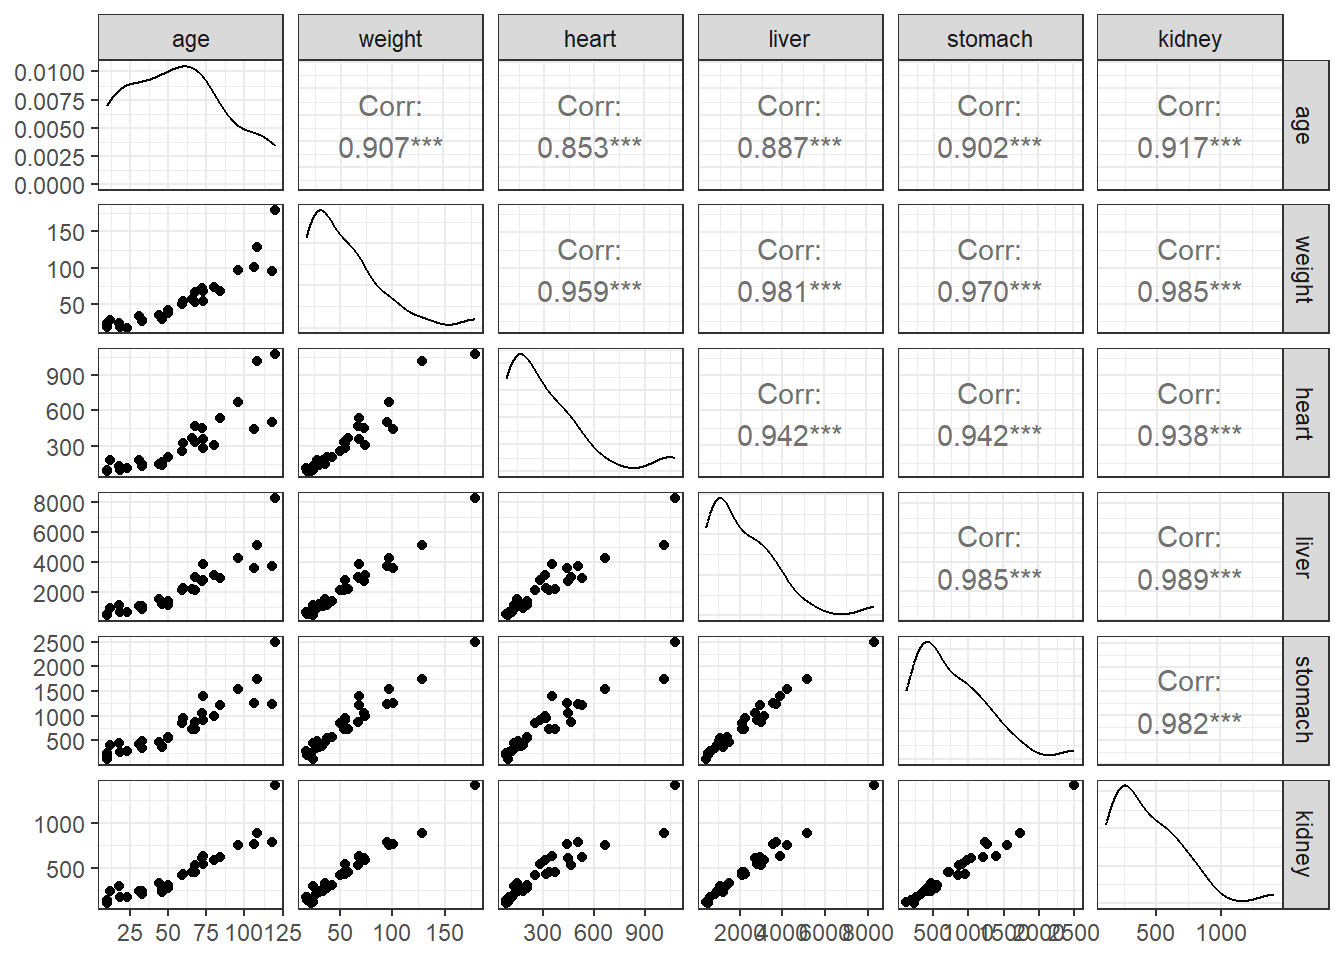 age weight heart liver stomach kidney
0.0100
0.0075
0.0050
0.0025
0.0000
Corr: Corr: Corr: Corr: Corr:
0.907*** 0.853*** 0.887*** 0.902*** 0.917***
age
150
100
50
Corr: Corr: Corr: Corr:
0.959*** 0.981*** 0.970*** 0.985***
weight
900
600
300
Corr: Corr: Corr:
0.942*** 0.942*** 0.938***
heart
8000
6000
4000
2000
Corr: Corr:
0.985*** 0.989***
liver
2500
2000
1500
1000
500
Corr:
0.982***
stomach
1000
500
kidney
25 50 75 100 125 50 100 150 300 600 900 2000 4000 6000 8000 500 1000 1500 2000 2500 500 1000